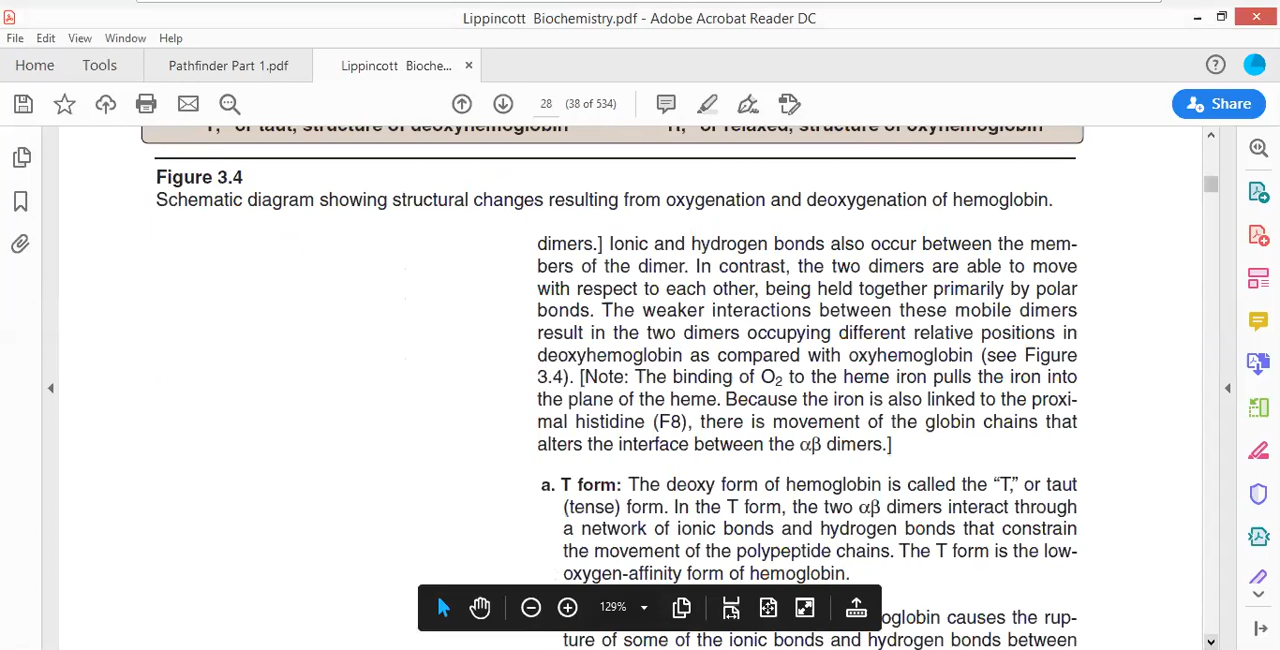 Lippincott Biochemistry.pdf - Adobe Acrobat Reader DC
File Edit View Window Help
Home Tools Pathfinder Part 1.pdf Lippincott Bioche... ×
28 (38 of 534) Share
T," or taut, structure of deoxyhemoglobin R," or relaxed, structure of oxyhemoglobin
Figure 3.4
Schematic diagram showing structural changes resulting from oxygenation and deoxygenation of hemoglobin.
dimers.] Ionic and hydrogen bonds also occur between the mem-
bers of the dimer. In contrast, the two dimers are able to move
with respect to each other, being held together primarily by polar
bonds. The weaker interactions between these mobile dimers
result in the two dimers occupying different relative positions in
deoxyhemoglobin as compared with oxyhemoglobin (see Figure
3.4). [Note: The binding of O₂ to the heme iron pulls the iron into
the plane of the heme. Because the iron is also linked to the proxi-
mal histidine (F8), there is movement of the globin chains that
alters the interface between the αβ dimers.]
a. T form: The deoxy form of hemoglobin is called the “T,” or taut
(tense) form. In the T form, the two αβ dimers interact through
a network of ionic bonds and hydrogen bonds that constrain
the movement of the polypeptide chains. The T form is the low-
oxygen-affinity form of hemoglobin.
129%
oglobin causes the rup-
ture of some of the ionic bonds and hydrogen bonds between